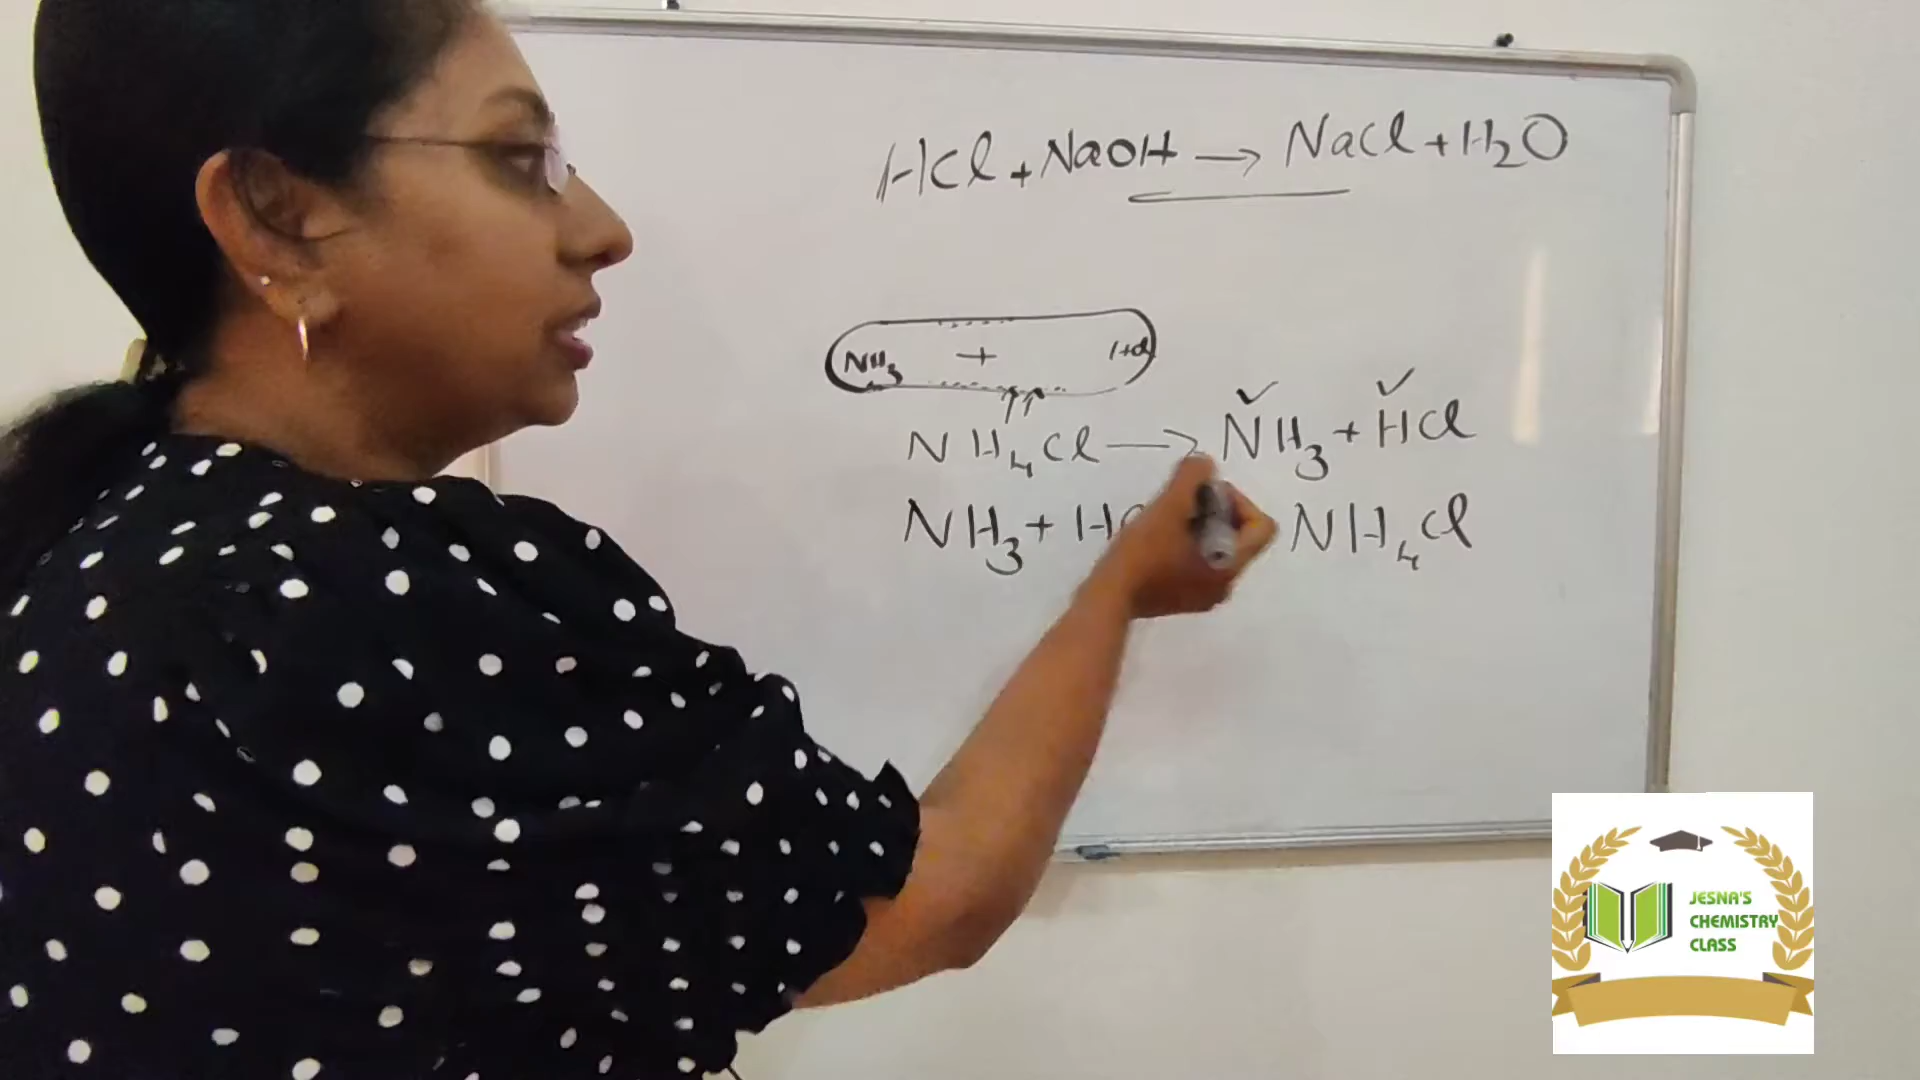 HCl + NaOH → NaCl + H₂O
NH₃ + HCl
NH₄Cl → NH₃ + HCl
NH₃ + NH₄Cl
JESNA'S
CHEMISTRY
CLASS